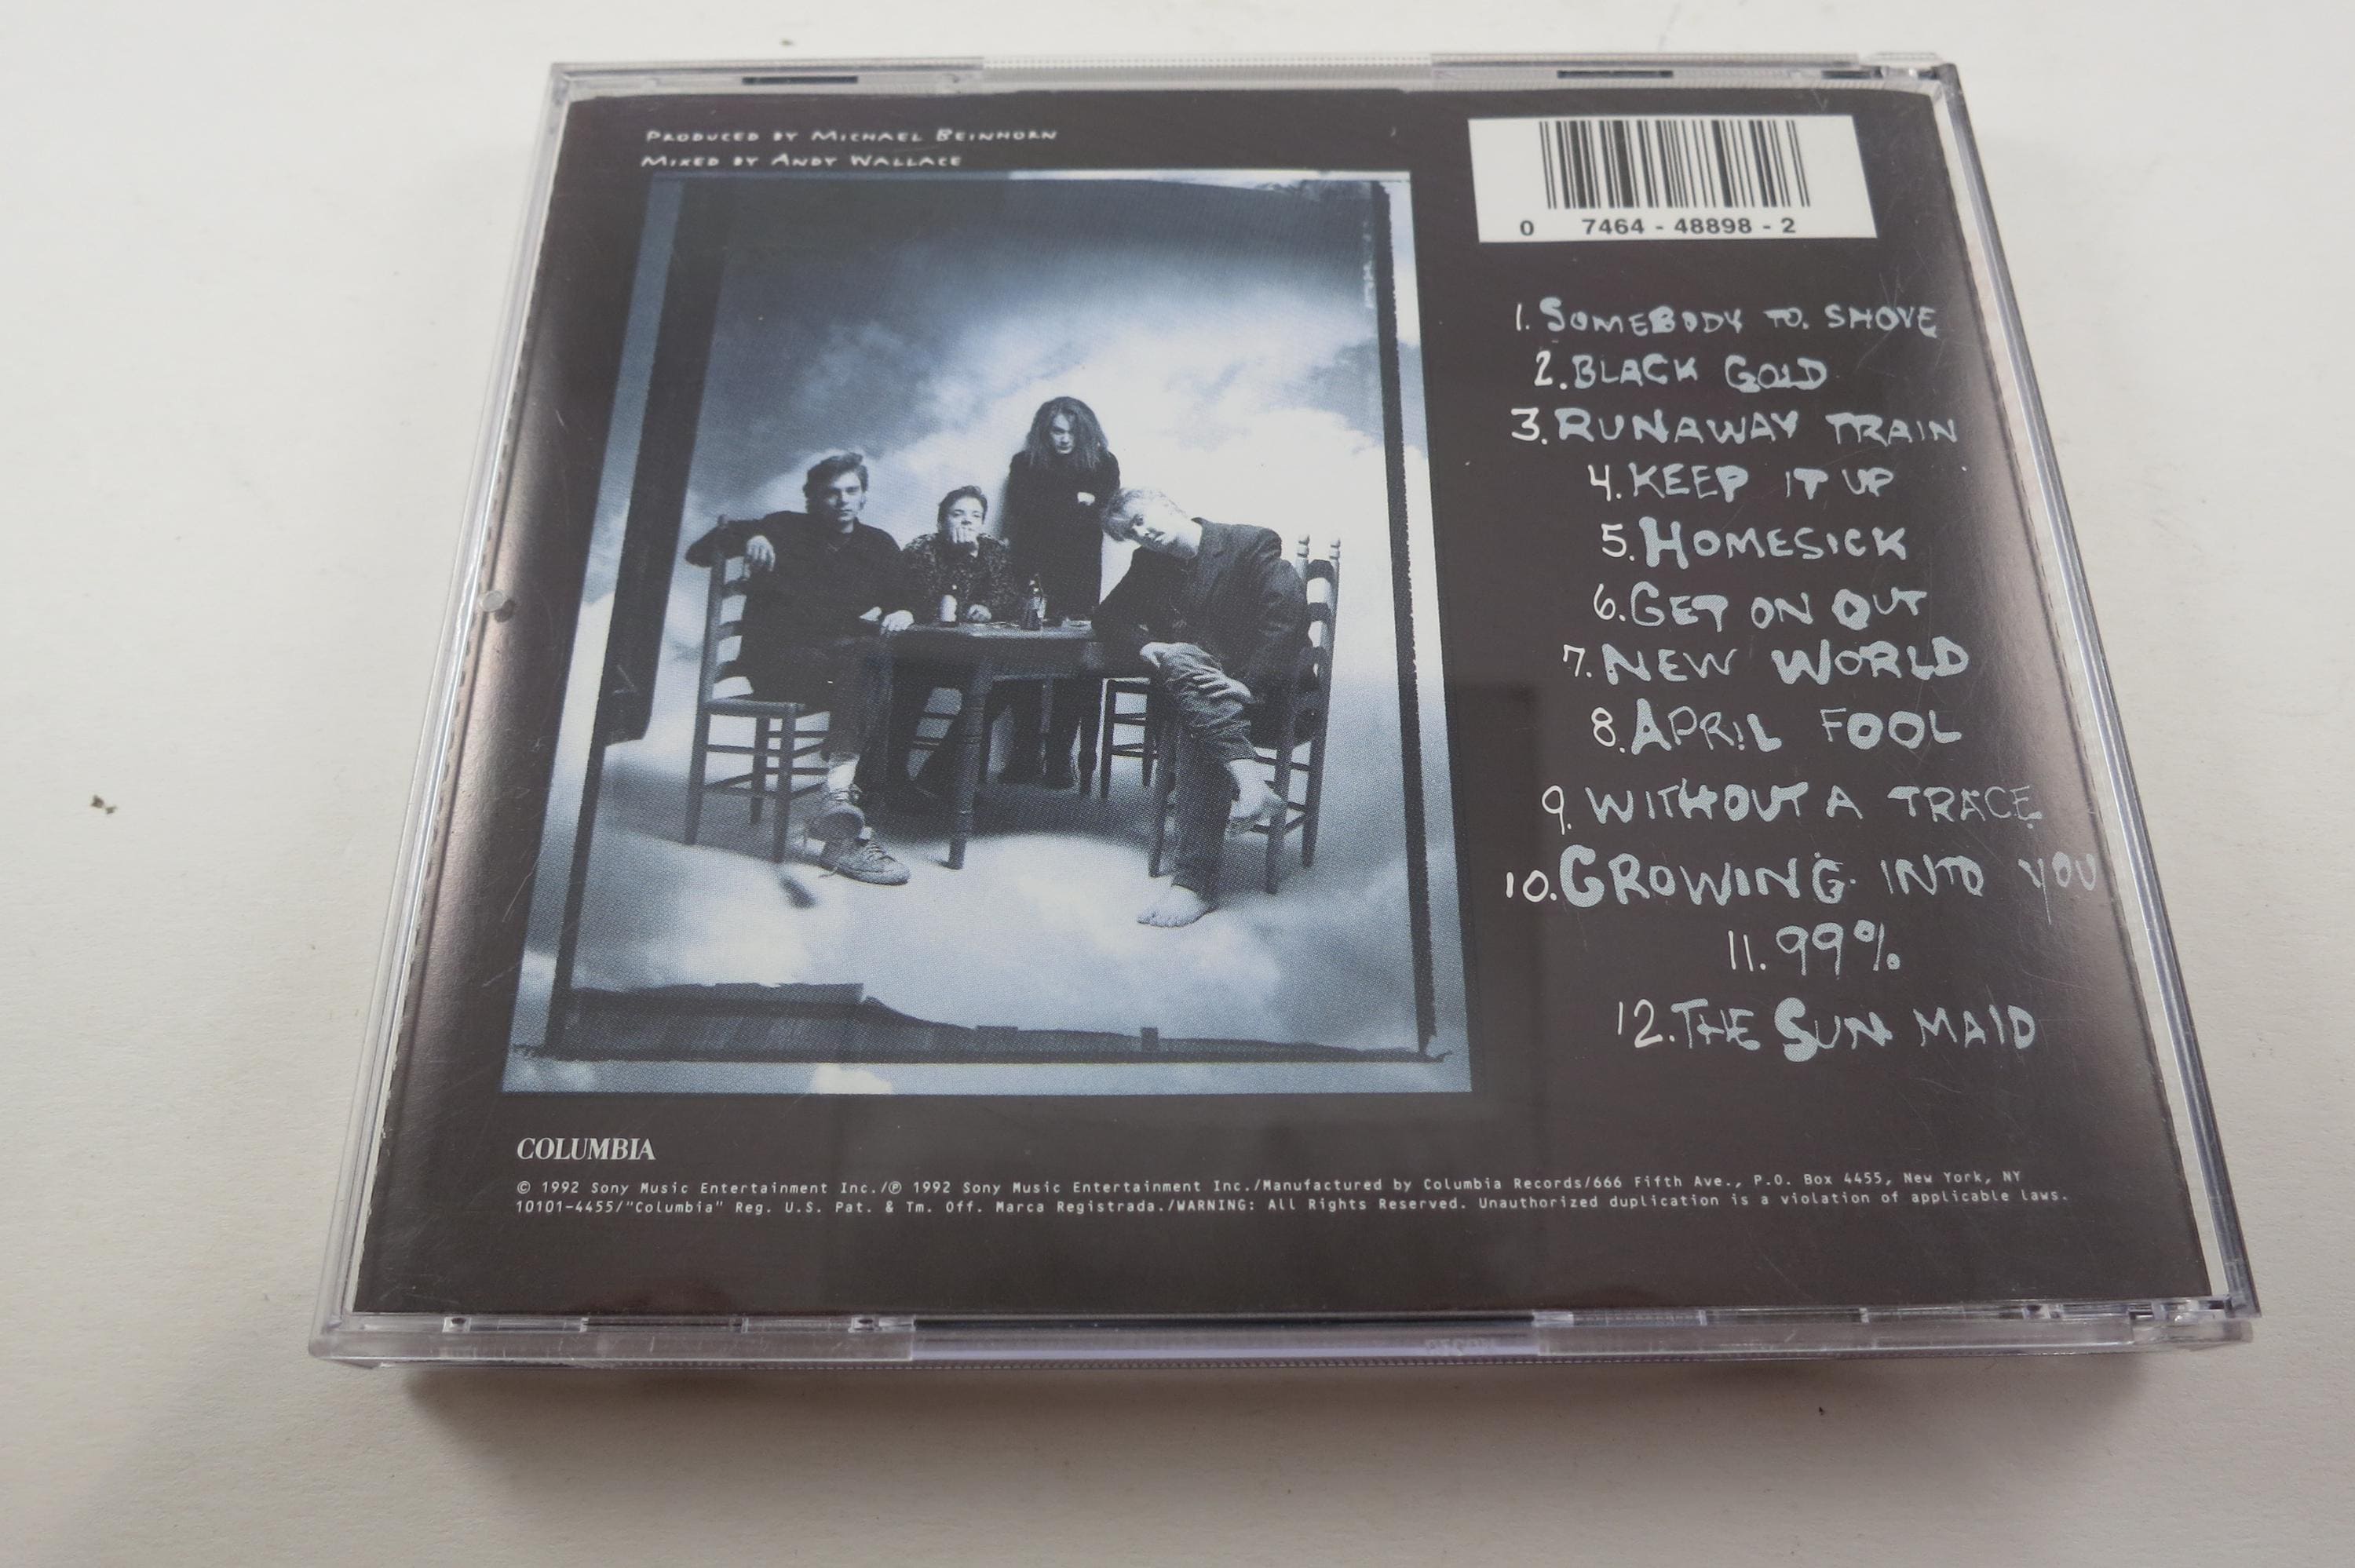 PRODUCED BY MICHAEL BEINHORN
MIXED BY ANDY WALLACE
0 7464 - 48898 - 2
1. SOMEBODY TO. SHOVE
2. BLACK GOLD
3. RUNAWAY TRAIN
4. KEEP IT UP
5. HOMESICK
6. GET ON OUT
7. NEW WORLD
8. APRIL FOOL
9. WITHOUT A TRACE
10. GROWING INTO YOU
11. 99%
12. THE SUN MAID
COLUMBIA
© 1992 Sony Music Entertainment Inc./℗ 1992 Sony Music Entertainment Inc./Manufactured by Columbia Records/666 Fifth Ave., P.O. Box 4455, New York, NY
10101-4455/"Columbia" Reg. U.S. Pat. & Tm. Off. Marca Registrada./WARNING: All Rights Reserved. Unauthorized duplication is a violation of applicable laws.